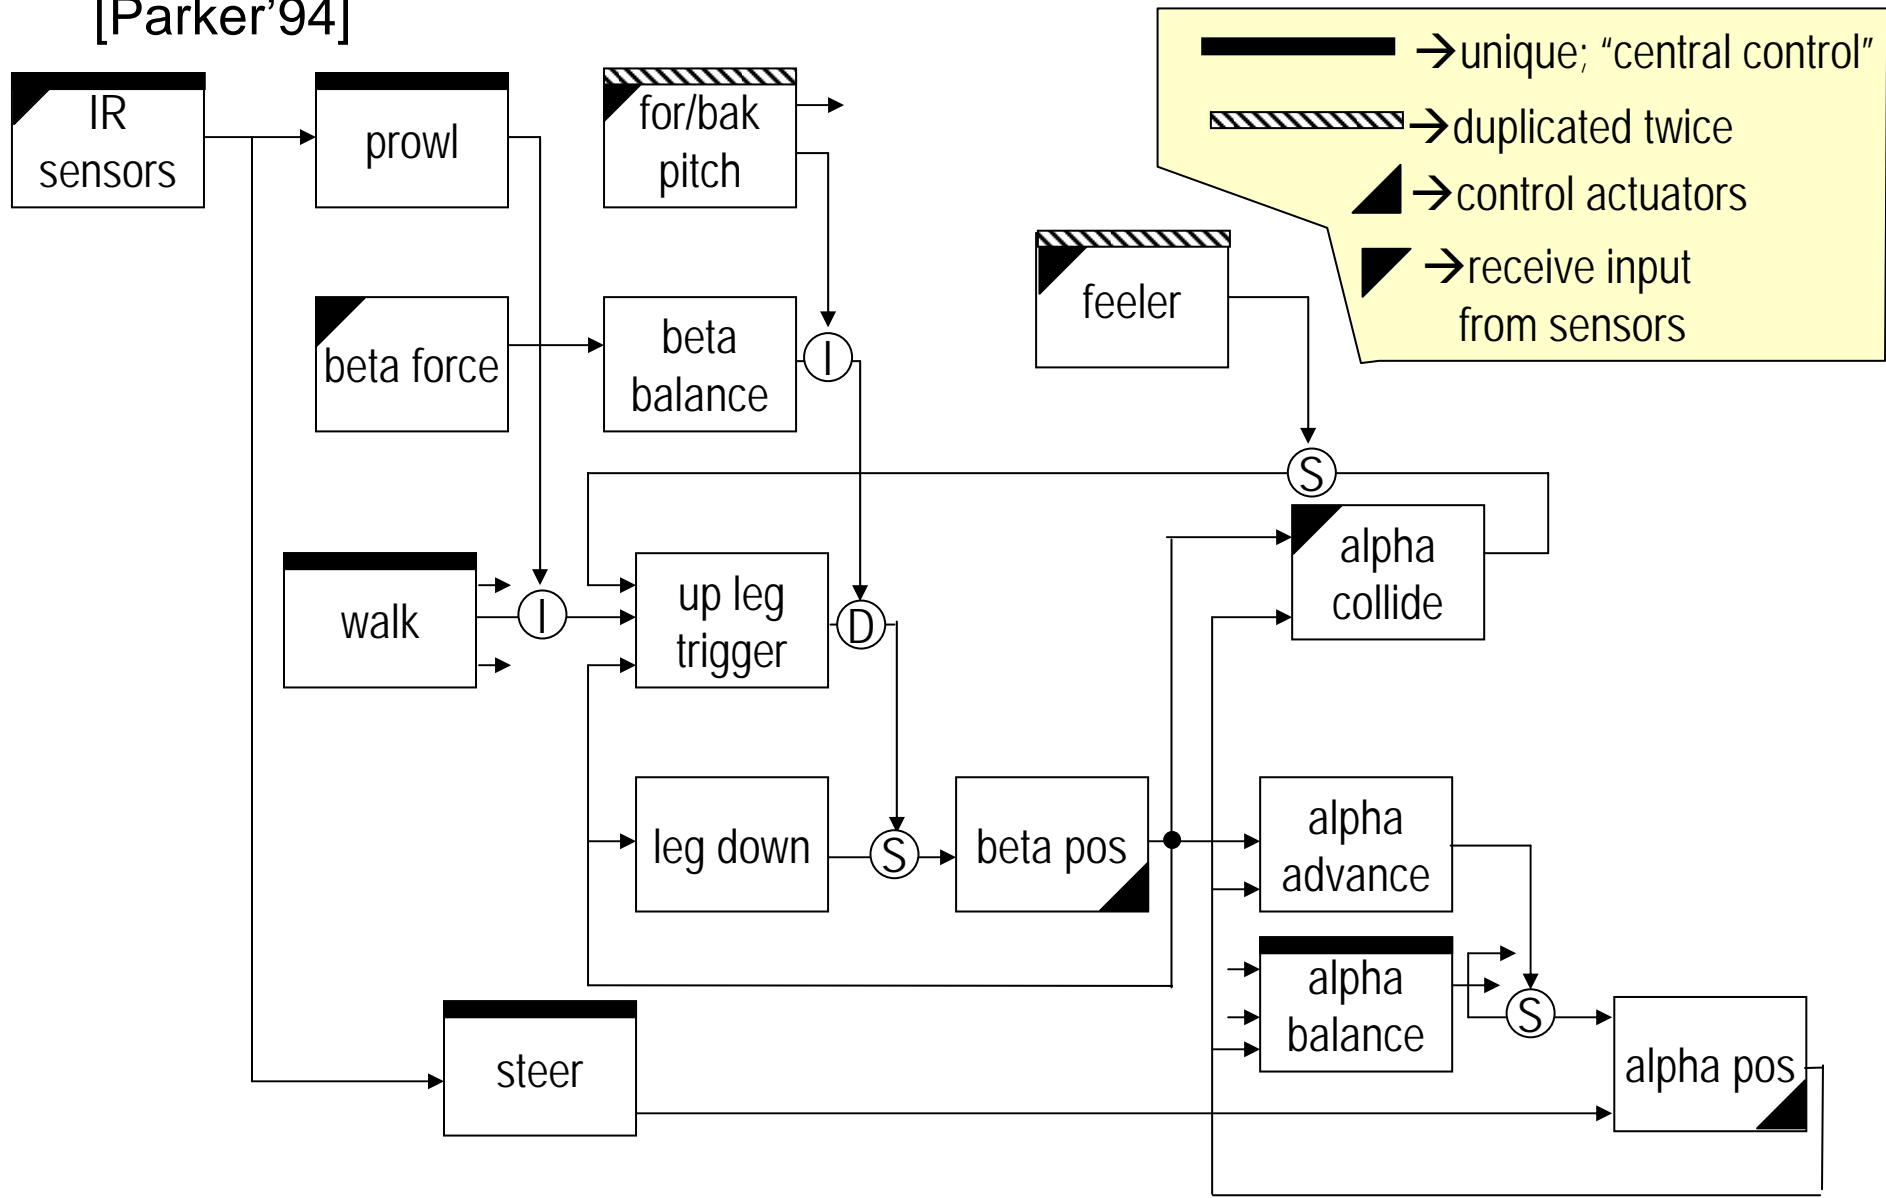 [Parker’94]
→unique; “central control”
→duplicated twice
→control actuators
→receive input
from sensors
IR
sensors
prowl
for/bak
pitch
feeler
beta force
beta
balance
I
S
alpha
collide
walk
I
up leg
trigger
D
leg down
S
beta pos
alpha
advance
alpha
balance
S
steer
alpha pos